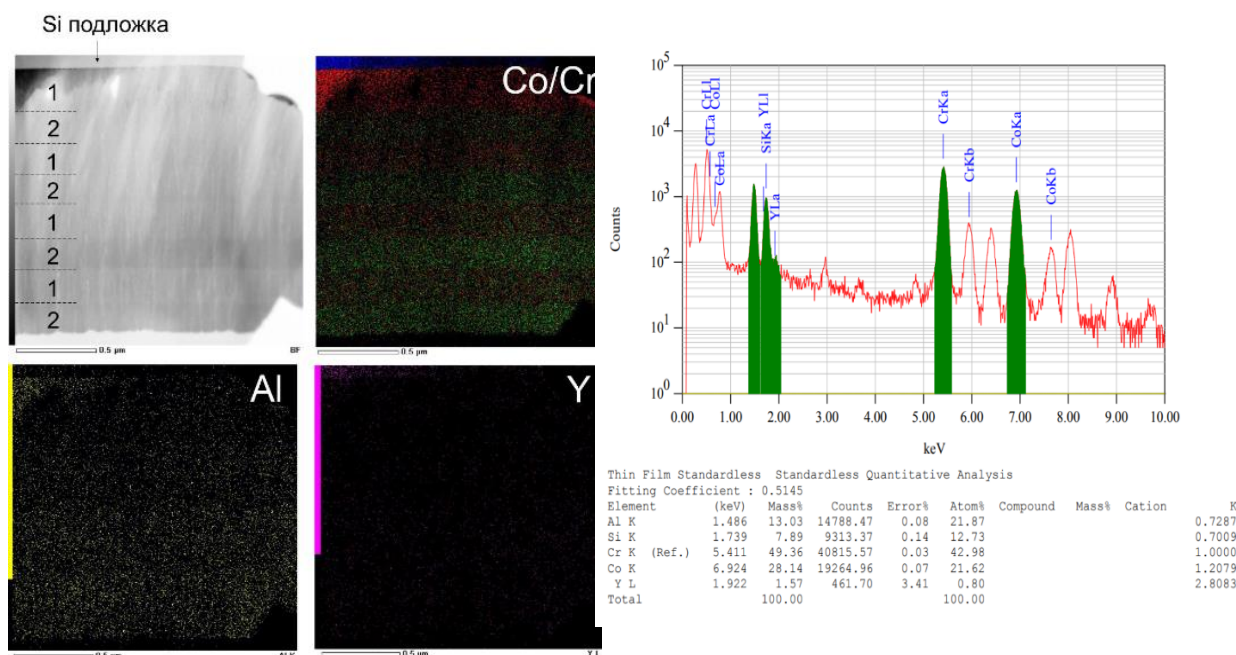 Si подложка
1
2
1
2
1
2
1
2
0.5 µm
BF
Co/Cr
0.5 µm
Al
0.5 µm
Al K
Y
0.5 µm
Y L
Counts
10^5
10^4
10^3
10^2
10^1
10^0
CrLa CrLl
CoLl
CoLa
SiKa YLl
YLa
CrKa
CrKb
CoKa
CoKb
0.00 1.00 2.00 3.00 4.00 5.00 6.00 7.00 8.00 9.00 10.00
keV
Thin Film Standardless Standardless Quantitative Analysis
Fitting Coefficient : 0.5145
Element (keV) Mass% Counts Error% Atom% Compound Mass% Cation K
Al K 1.486 13.03 14788.47 0.08 21.87 0.7287
Si K 1.739 7.89 9313.37 0.14 12.73 0.7009
Cr K (Ref.) 5.411 49.36 40815.57 0.03 42.98 1.0000
Co K 6.924 28.14 19264.96 0.07 21.62 1.2079
Y L 1.922 1.57 461.70 3.41 0.80 2.8083
Total 100.00 100.00